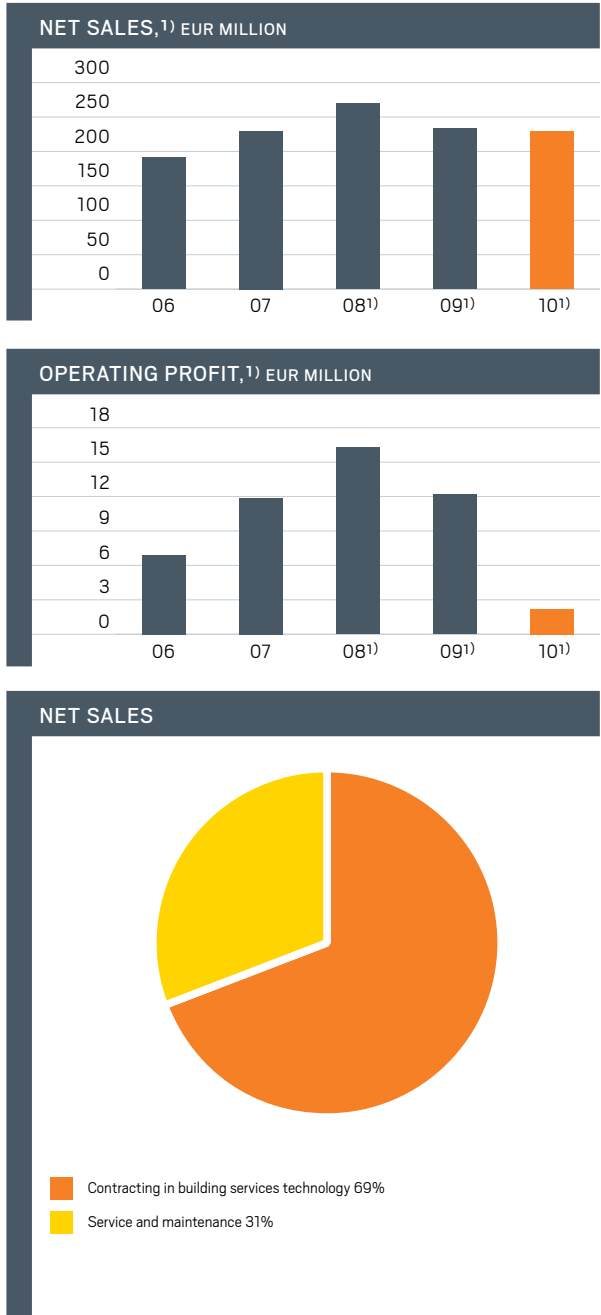 NET SALES,1) EUR MILLION
300
250
200
150
100
50
0
06 07 081) 091) 101)
OPERATING PROFIT,1) EUR MILLION
18
15
12
9
6
3
0
06 07 081) 091) 101)
NET SALES
Contracting in building services technology 69%
Service and maintenance 31%